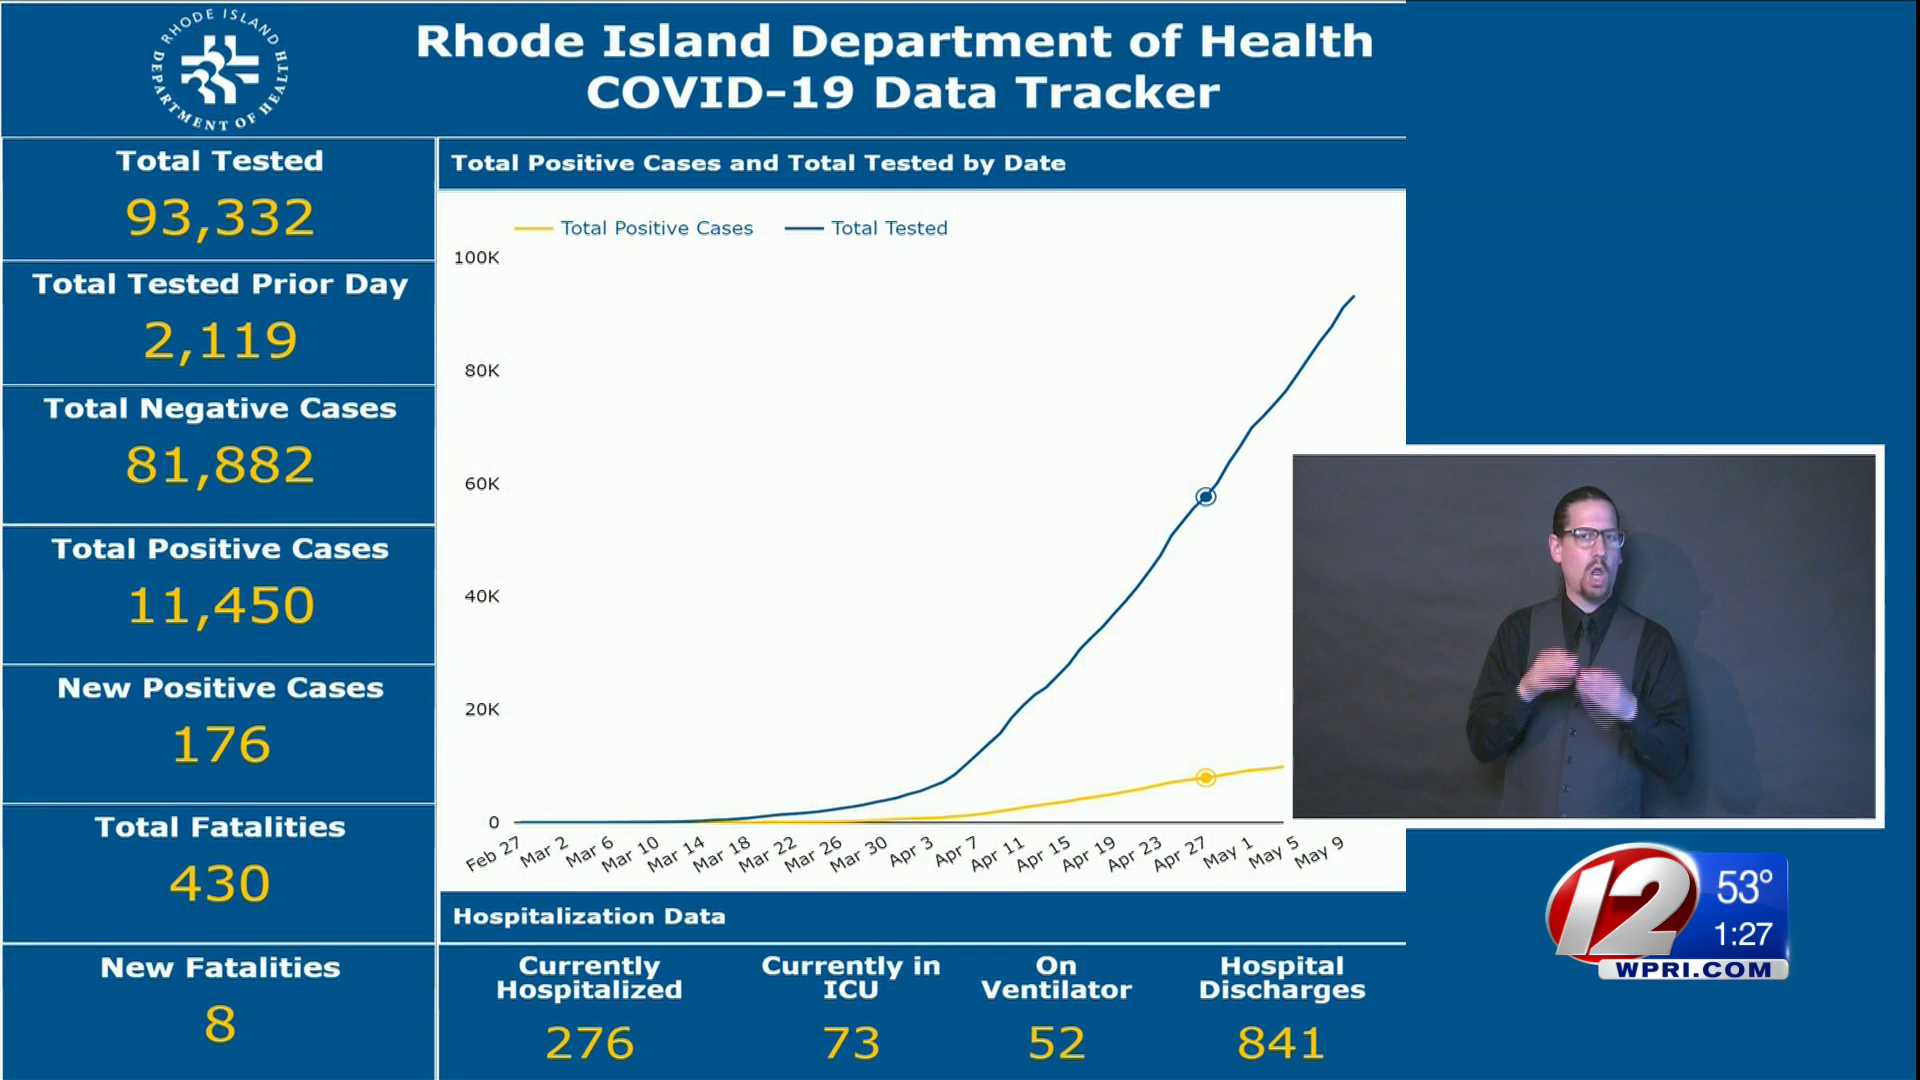 RHODE ISLAND
DEPARTMENT OF HEALTH
Rhode Island Department of Health
COVID-19 Data Tracker
Total Tested
93,332
Total Tested Prior Day
2,119
Total Negative Cases
81,882
Total Positive Cases
11,450
New Positive Cases
176
Total Fatalities
430
New Fatalities
8
Total Positive Cases and Total Tested by Date
Total Positive Cases
Total Tested
100K
80K
60K
40K
20K
0
Feb 27
Mar 2
Mar 6
Mar 10
Mar 14
Mar 18
Mar 22
Mar 26
Mar 30
Apr 3
Apr 7
Apr 11
Apr 15
Apr 19
Apr 23
Apr 27
May 1
May 5
May 9
Hospitalization Data
Currently
Hospitalized
276
Currently in
ICU
73
On
Ventilator
52
Hospital
Discharges
841
12
53°
1:27
WPRI.COM